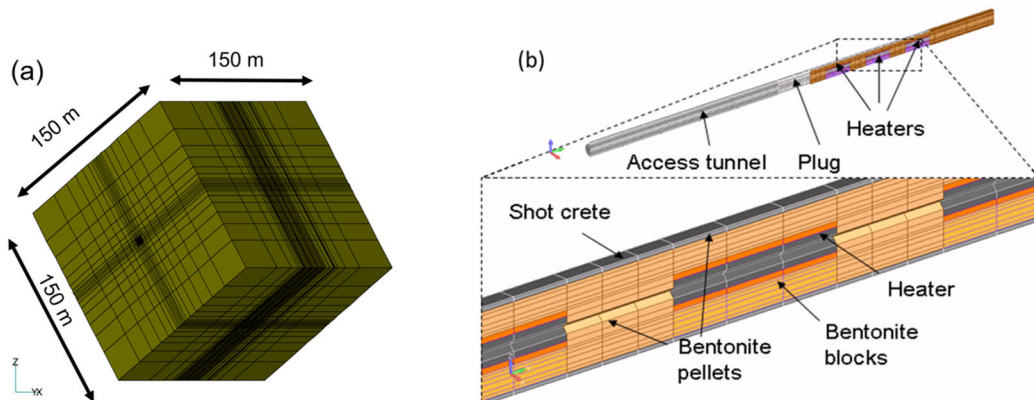 (a)
150 m
150 m
150 m
Z
YX
(b)
Heaters
Access tunnel
Plug
Shot crete
Heater
Bentonite
pellets
Bentonite
blocks